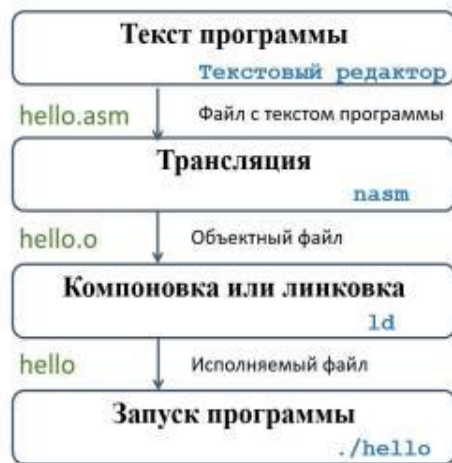 Текст программы
Текстовый редактор
hello.asm
Файл с текстом программы
Трансляция
nasm
hello.o
Объектный файл
Компоновка или линковка
ld
hello
Исполняемый файл
Запуск программы
./hello